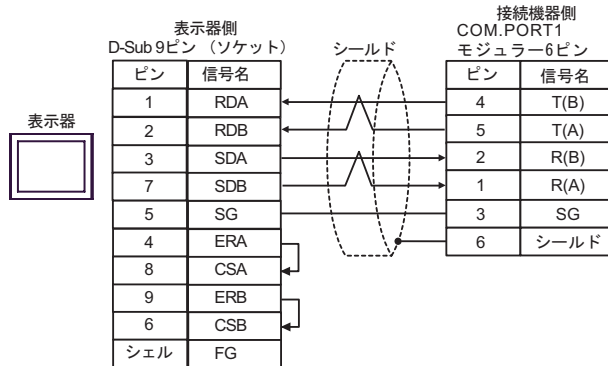 表示器側
D-Sub 9ピン （ソケット）
シールド
接続機器側
COM.PORT1
モジュラー6ピン
表示器
ピン 信号名
1 RDA
2 RDB
3 SDA
7 SDB
5 SG
4 ERA
8 CSA
9 ERB
6 CSB
シェル FG
ピン 信号名
4 T(B)
5 T(A)
2 R(B)
1 R(A)
3 SG
6 シールド